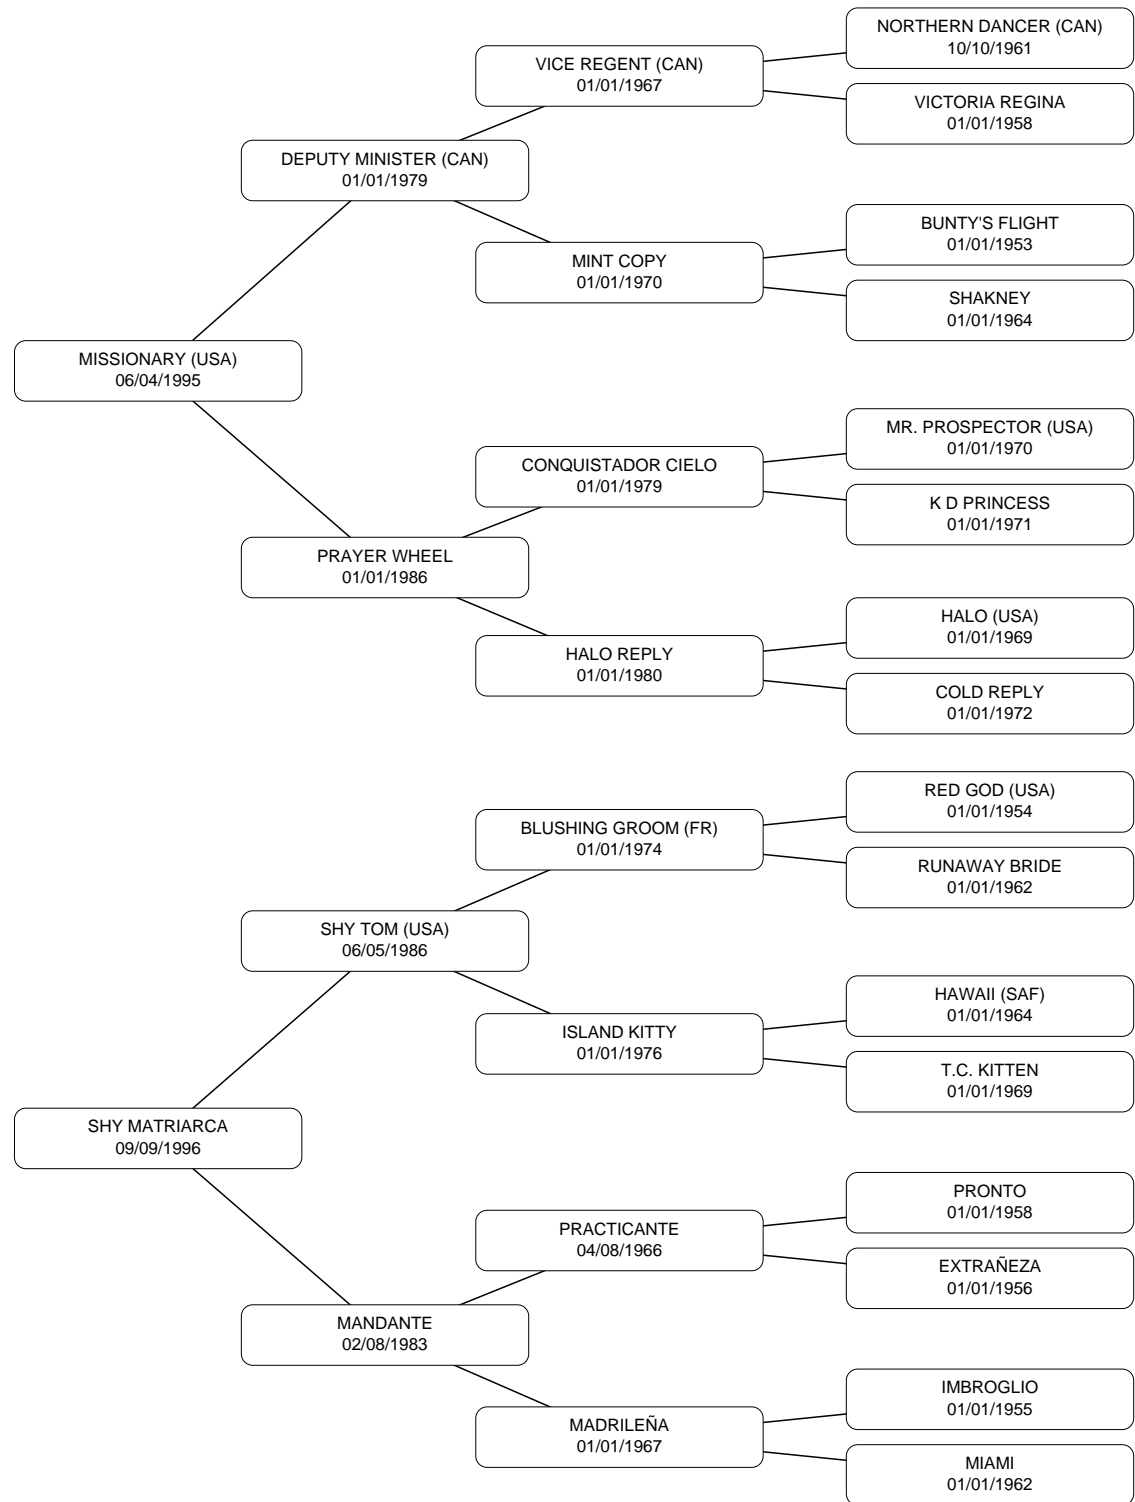 NORTHERN DANCER (CAN)
10/10/1961
VICE REGENT (CAN)
01/01/1967
VICTORIA REGINA
01/01/1958
DEPUTY MINISTER (CAN)
01/01/1979
BUNTY'S FLIGHT
01/01/1953
MINT COPY
01/01/1970
SHAKNEY
01/01/1964
MISSIONARY (USA)
06/04/1995
MR. PROSPECTOR (USA)
01/01/1970
CONQUISTADOR CIELO
01/01/1979
K D PRINCESS
01/01/1971
PRAYER WHEEL
01/01/1986
HALO (USA)
01/01/1969
HALO REPLY
01/01/1980
COLD REPLY
01/01/1972
RED GOD (USA)
01/01/1954
BLUSHING GROOM (FR)
01/01/1974
RUNAWAY BRIDE
01/01/1962
SHY TOM (USA)
06/05/1986
HAWAII (SAF)
01/01/1964
ISLAND KITTY
01/01/1976
T.C. KITTEN
01/01/1969
SHY MATRIARCA
09/09/1996
PRONTO
01/01/1958
PRACTICANTE
04/08/1966
EXTRAÑEZA
01/01/1956
MANDANTE
02/08/1983
IMBROGLIO
01/01/1955
MADRILEÑA
01/01/1967
MIAMI
01/01/1962